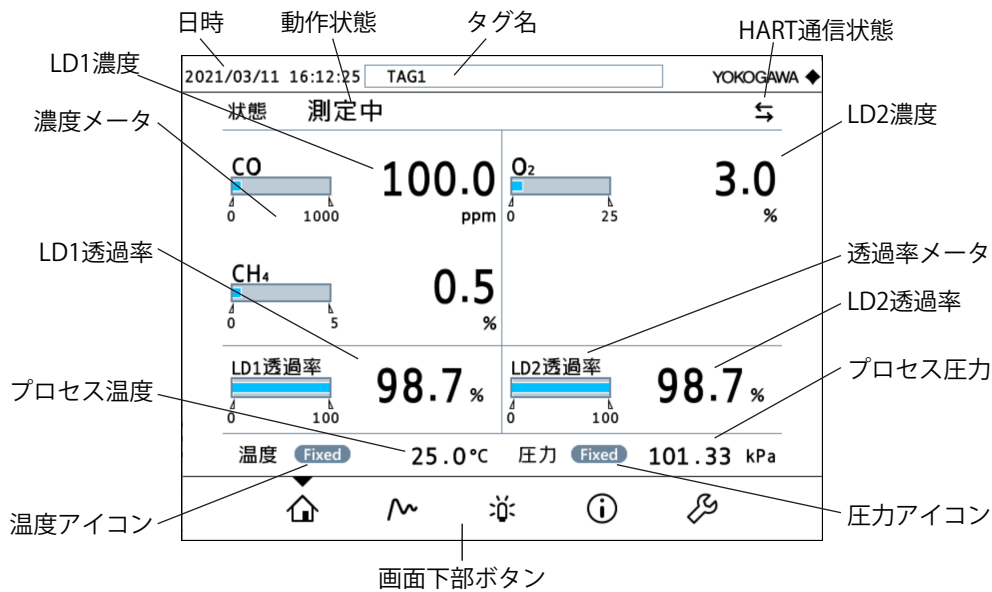 日時 動作状態 タグ名 HART通信状態
LD1濃度
2021/03/11 16:12:25 TAG1 YOKOGAWA
状態 測定中
濃度メータ LD2濃度
CO 100.0 O₂ 3.0
0 1000 ppm 0 25 %
LD1透過率 透過率メータ
CH₄ 0.5
0 5 %
LD2透過率
LD1透過率 98.7 % LD2透過率 98.7 %
0 100 0 100
プロセス温度 プロセス圧力
温度 Fixed 25.0°C 圧力 Fixed 101.33 kPa
温度アイコン 圧力アイコン
画面下部ボタン